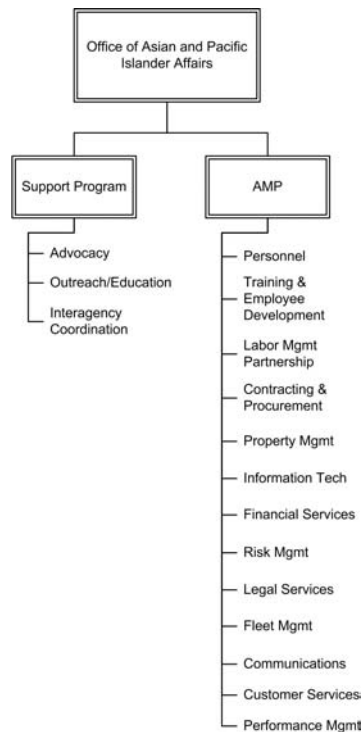 Office of Asian and Pacific
Islander Affairs
Support Program
AMP
Advocacy
Outreach/Education
Interagency
Coordination
Personnel
Training &
Employee
Development
Labor Mgmt
Partnership
Contracting &
Procurement
Property Mgmt
Information Tech
Financial Services
Risk Mgmt
Legal Services
Fleet Mgmt
Communications
Customer Services
Performance Mgmt